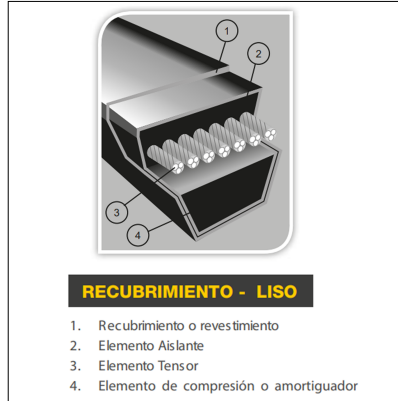 1
2
3
4
RECUBRIMIENTO - LISO
1. Recubrimiento o revestimiento
2. Elemento Aislante
3. Elemento Tensor
4. Elemento de compresión o amortiguador